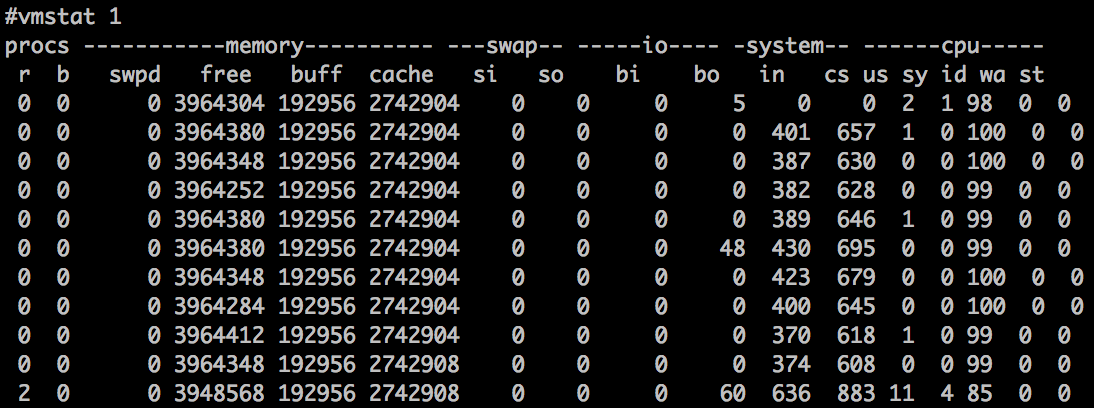 #vmstat 1
procs -----------memory---------- ---swap-- -----io---- -system-- ------cpu-----
 r  b   swpd   free   buff  cache   si   so    bi    bo   in   cs us sy id wa st
 0  0      0 3964304 192956 2742904    0    0     0     5    0    0  2  1 98  0  0
 0  0      0 3964380 192956 2742904    0    0     0     0  401  657  1  0 100  0  0
 0  0      0 3964348 192956 2742904    0    0     0     0  387  630  0  0 100  0  0
 0  0      0 3964252 192956 2742904    0    0     0     0  382  628  0  0 99  0  0
 0  0      0 3964380 192956 2742904    0    0     0     0  389  646  1  0 99  0  0
 0  0      0 3964380 192956 2742904    0    0     0    48  430  695  0  0 99  0  0
 0  0      0 3964348 192956 2742904    0    0     0     0  423  679  0  0 100  0  0
 0  0      0 3964284 192956 2742904    0    0     0     0  400  645  0  0 100  0  0
 0  0      0 3964412 192956 2742904    0    0     0     0  370  618  1  0 99  0  0
 0  0      0 3964348 192956 2742908    0    0     0     0  374  608  0  0 99  0  0
 2  0      0 3948568 192956 2742908    0    0     0    60  636  883 11  4 85  0  0